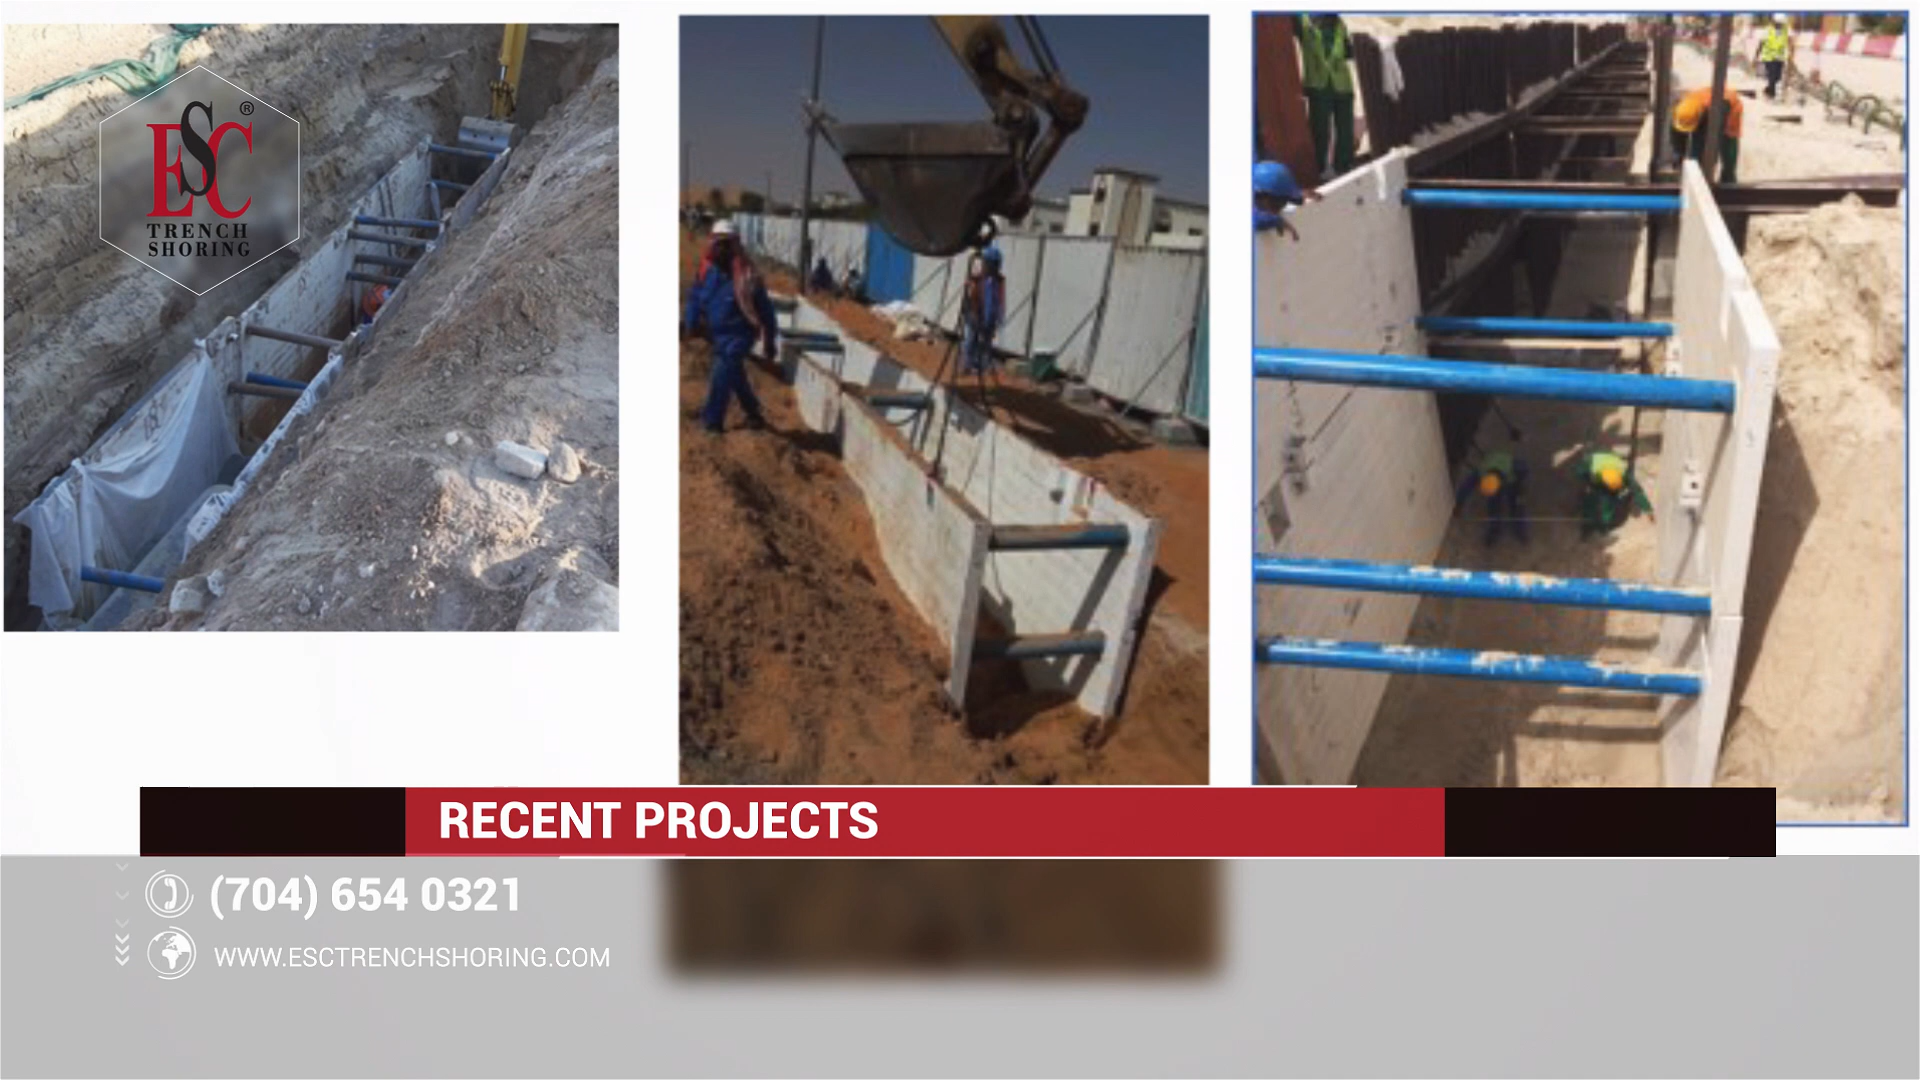 ESC®
TRENCH
SHORING
RECENT PROJECTS
(704) 654 0321
WWW.ESCTRENCHSHORING.COM